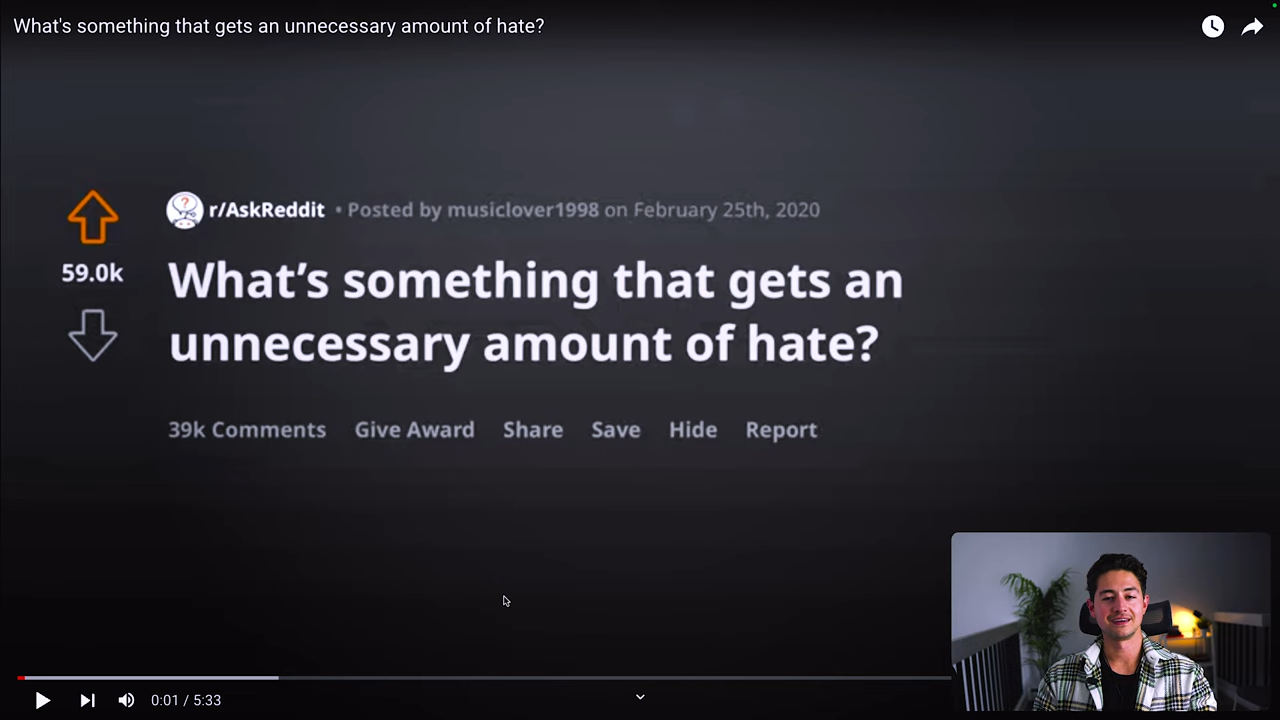 What's something that gets an unnecessary amount of hate?
r/AskReddit • Posted by musiclover1998 on February 25th, 2020
59.0k
What’s something that gets an
unnecessary amount of hate?
39k Comments Give Award Share Save Hide Report
0:01 / 5:33